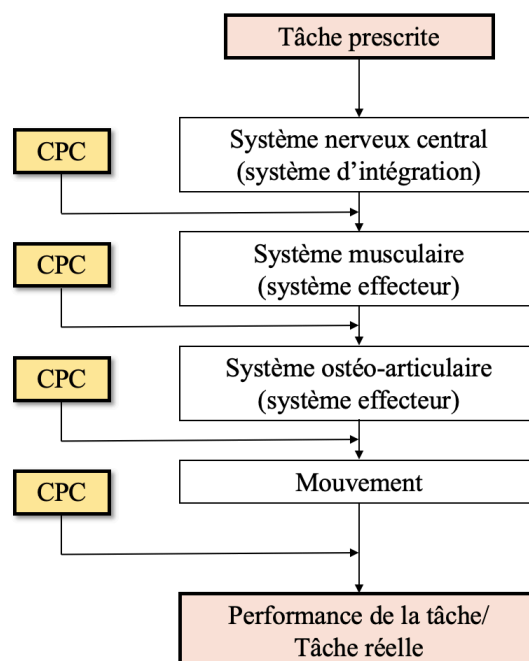 Tâche prescrite
Système nerveux central
(système d’intégration)
CPC
Système musculaire
(système effecteur)
CPC
Système ostéo-articulaire
(système effecteur)
CPC
Mouvement
CPC
Performance de la tâche/
Tâche réelle